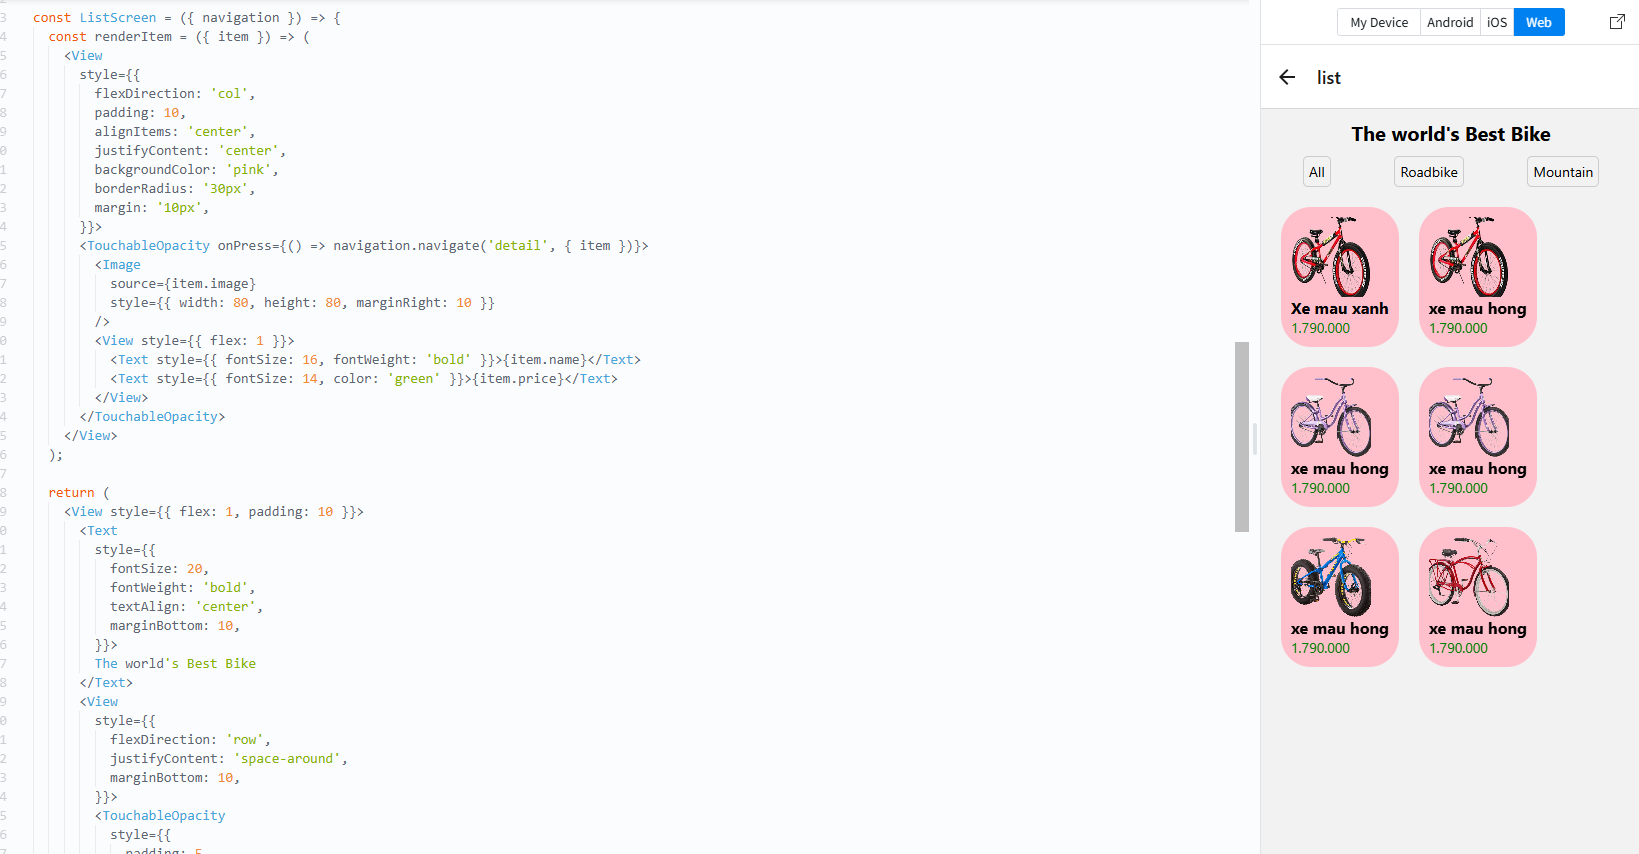 3 const ListScreen = ({ navigation }) => {
4 const renderItem = ({ item }) => (
5 <View
6 style={{
7 flexDirection: 'col',
8 padding: 10,
9 alignItems: 'center',
0 justifyContent: 'center',
1 backgroundColor: 'pink',
2 borderRadius: '30px',
3 margin: '10px',
4 }}>
5 <TouchableOpacity onPress={() => navigation.navigate('detail', { item })}>
6 <Image
7 source={item.image}
8 style={{ width: 80, height: 80, marginRight: 10 }}
9 />
0 <View style={{ flex: 1 }}>
1 <Text style={{ fontSize: 16, fontWeight: 'bold' }}>{item.name}</Text>
2 <Text style={{ fontSize: 14, color: 'green' }}>{item.price}</Text>
3 </View>
4 </TouchableOpacity>
5 </View>
6 );
7
8 return (
9 <View style={{ flex: 1, padding: 10 }}>
0 <Text
1 style={{
2 fontSize: 20,
3 fontWeight: 'bold',
4 textAlign: 'center',
5 marginBottom: 10,
6 }}>
7 The world's Best Bike
8 </Text>
9 <View
0 style={{
1 flexDirection: 'row',
2 justifyContent: 'space-around',
3 marginBottom: 10,
4 }}>
5 <TouchableOpacity
6 style={{
7 padding: 5
My Device Android iOS Web
list
The world's Best Bike
All Roadbike Mountain
Xe mau xanh xe mau hong
1.790.000 1.790.000
xe mau hong xe mau hong
1.790.000 1.790.000
xe mau hong xe mau hong
1.790.000 1.790.000